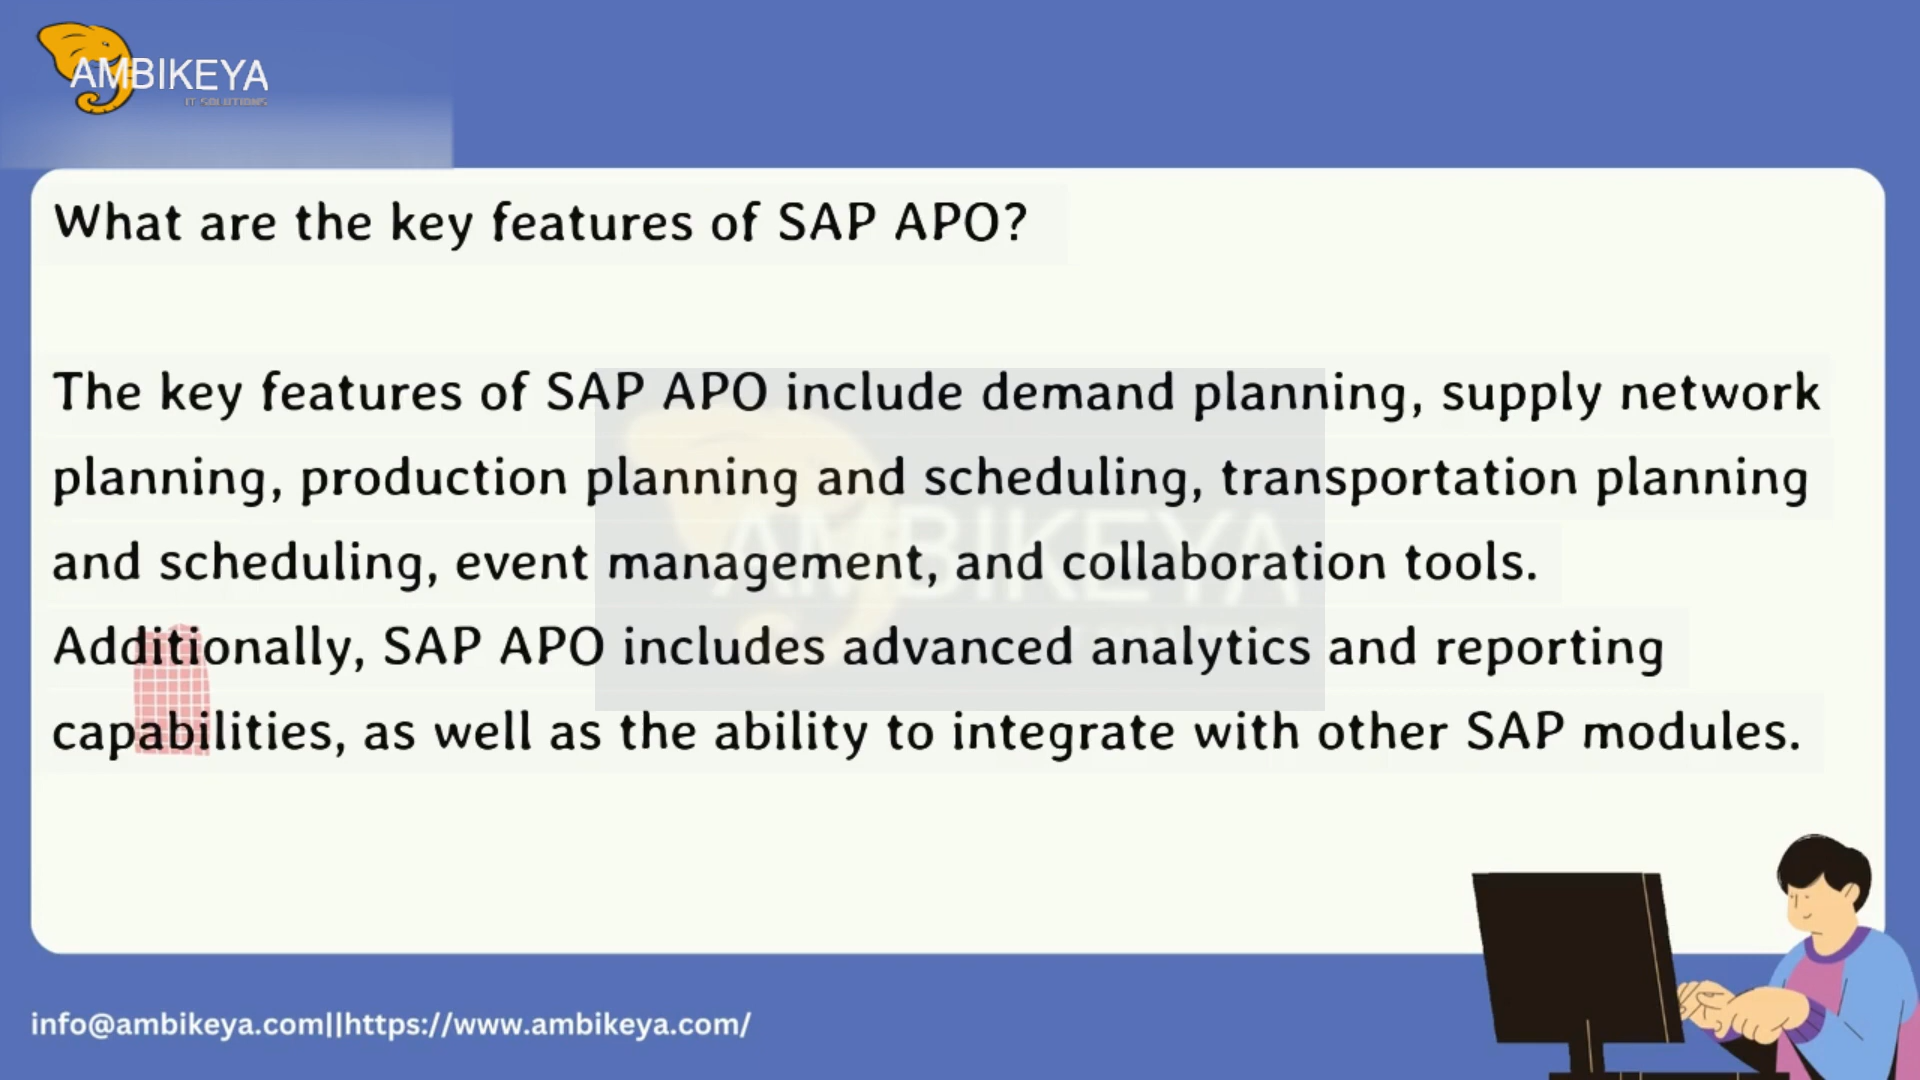 AMBIKEYA
IT SOLUTIONS
What are the key features of SAP APO?
The key features of SAP APO include demand planning, supply network
planning, production planning and scheduling, transportation planning
and scheduling, event management, and collaboration tools.
Additionally, SAP APO includes advanced analytics and reporting
capabilities, as well as the ability to integrate with other SAP modules.
AMBIKEYA
info@ambikeya.com||https://www.ambikeya.com/